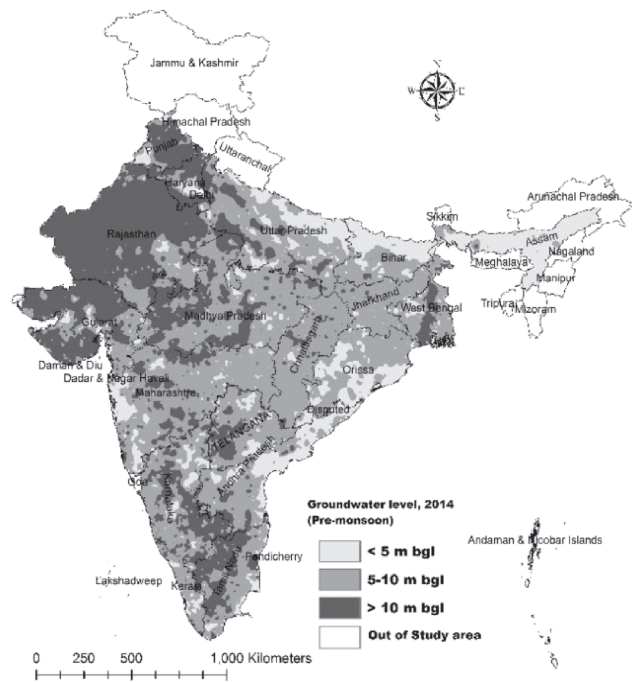 Jammu & Kashmir
N
W E
S
Himachal Pradesh
Punjab
Uttaranchal
Haryana
Delhi
Arunachal Pradesh
Sikkim
Rajasthan
Uttar Pradesh
Assam
Nagaland
Bihar
Meghalaya
Manipur
Jharkhand
West Bengal
Tripura
Mizoram
Gujarat
Madhya Pradesh
Chhattisgarh
Orissa
Daman & Diu
Dadar & Nagar Haveli
Maharashtra
Disputed
TELANGANA
Andhra Pradesh
Goa
Karnataka
Groundwater level, 2014
(Pre-monsoon)
< 5 m bgl
5-10 m bgl
> 10 m bgl
Out of Study area
Andaman & Nicobar Islands
Pondicherry
Lakshadweep
Kerala
Tamil Nadu
0 250 500 1,000 Kilometers